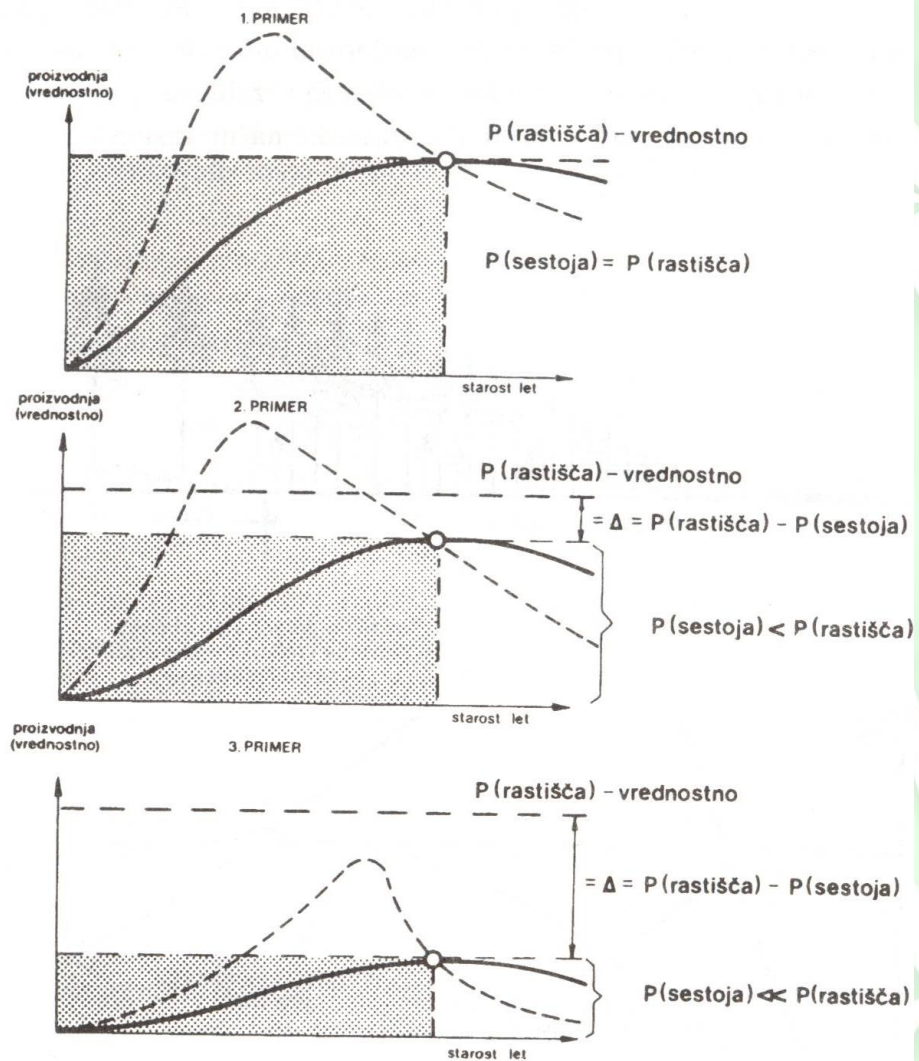 1. PRIMER
proizvodnja
(vrednostno)
P (rastišča) - vrednostno
P (sestoja) = P (rastišča)
starost let
proizvodnja
(vrednostno)
2. PRIMER
P (rastišča) - vrednostno
= Δ = P (rastišča) - P (sestoja)
P (sestoja) < P (rastišča)
starost let
proizvodnja
(vrednostno)
3. PRIMER
P (rastišča) - vrednostno
= Δ = P (rastišča) - P (sestoja)
P (sestoja) ≪ P (rastišča)
starost let